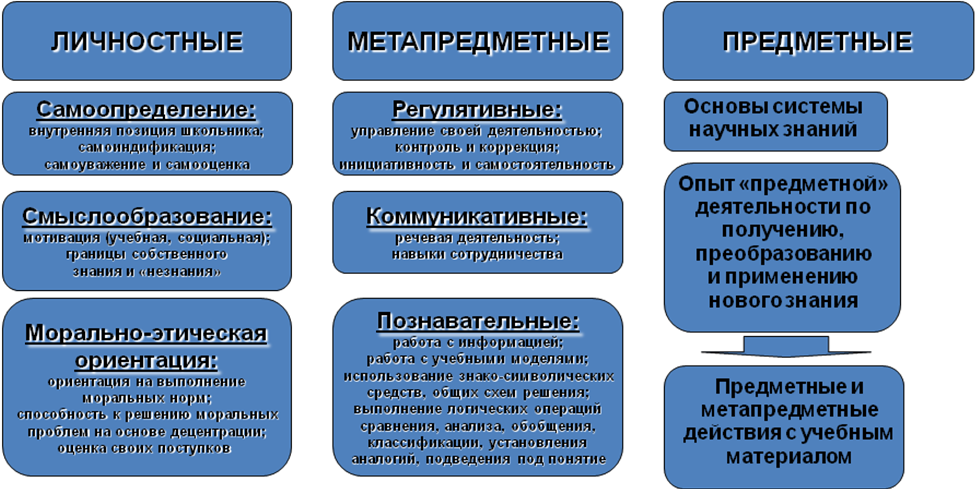 ЛИЧНОСТНЫЕ
Самоопределение:
внутренняя позиция школьника;
самоиндификация;
самоуважение и самооценка
Смыслообразование:
мотивация (учебная, социальная);
границы собственного
знания и «незнания»
Морально-этическая
ориентация:
ориентация на выполнение
моральных норм;
способность к решению моральных
проблем на основе децентрации;
оценка своих поступков
МЕТАПРЕДМЕТНЫЕ
Регулятивные:
управление своей деятельностью;
контроль и коррекция;
инициативность и самостоятельность
Коммуникативные:
речевая деятельность;
навыки сотрудничества
Познавательные:
работа с информацией;
работа с учебными моделями;
использование знако-символических
средств, общих схем решения;
выполнение логических операций
сравнения, анализа, обобщения,
классификации, установления
аналогий, подведения под понятие
ПРЕДМЕТНЫЕ
Основы системы
научных знаний
Опыт «предметной»
деятельности по
получению,
преобразованию
и применению
нового знания
Предметные и
метапредметные
действия с учебным
материалом